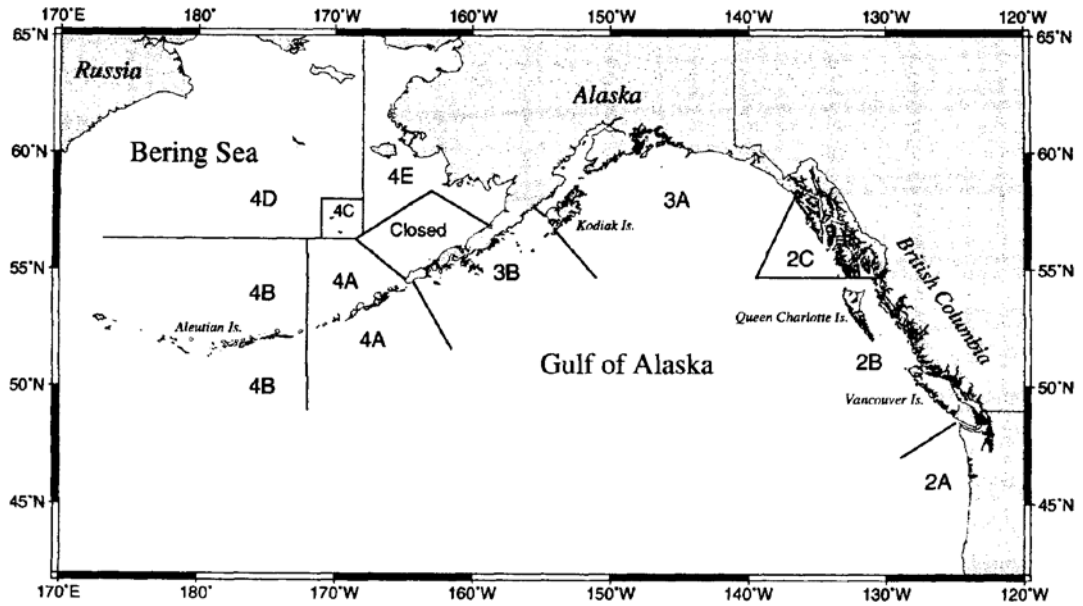 170˚E 180˚ 170˚W 160˚W 150˚W 140˚W 130˚W 120˚W
65˚N 65˚N
Russia
Alaska
Bering Sea
60˚N 60˚N
4E
4D
4C
3A
Closed
Kodiak Is.
2C
British Columbia
3B
55˚N 55˚N
4A
4B
Aleutian Is.
Queen Charlotte Is.
4A
Gulf of Alaska
2B
50˚N 50˚N
4B
Vancouver Is.
2A
45˚N 45˚N
170˚E 180˚ 170˚W 160˚W 150˚W 140˚W 130˚W 120˚W